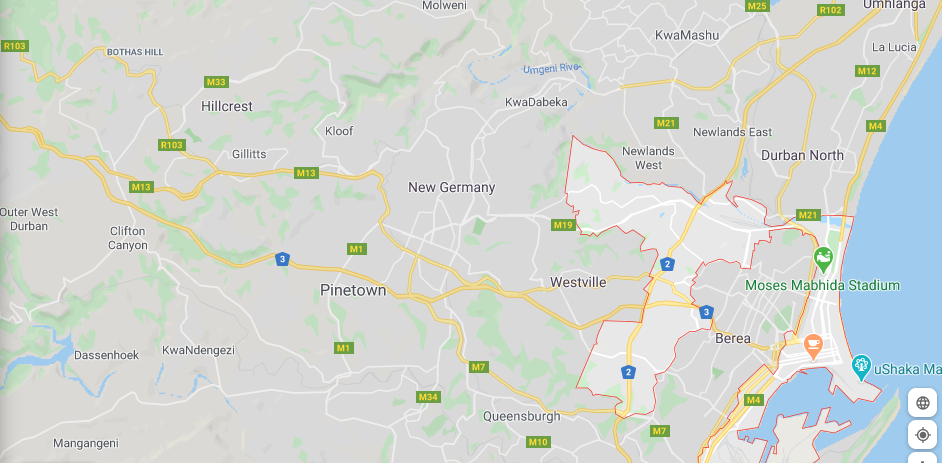 Molweni
M25
R102
Umhlanga
R103
BOTHAS HILL
KwaMashu
La Lucia
M33
Umgeni Rive
M12
Hillcrest
KwaDabeka
Kloof
M21
Newlands East
M4
R103
Gillitts
Newlands
West
Durban North
M13
M13
New Germany
Outer West
Durban
M19
M21
Clifton
Canyon
M1
3
2
Westville
Moses Mabhida Stadium
Pinetown
3
Berea
M1
KwaNdengezi
Dassenhoek
M7
2
uShaka Ma
M34
M4
Queensburgh
M7
M10
Mangangeni